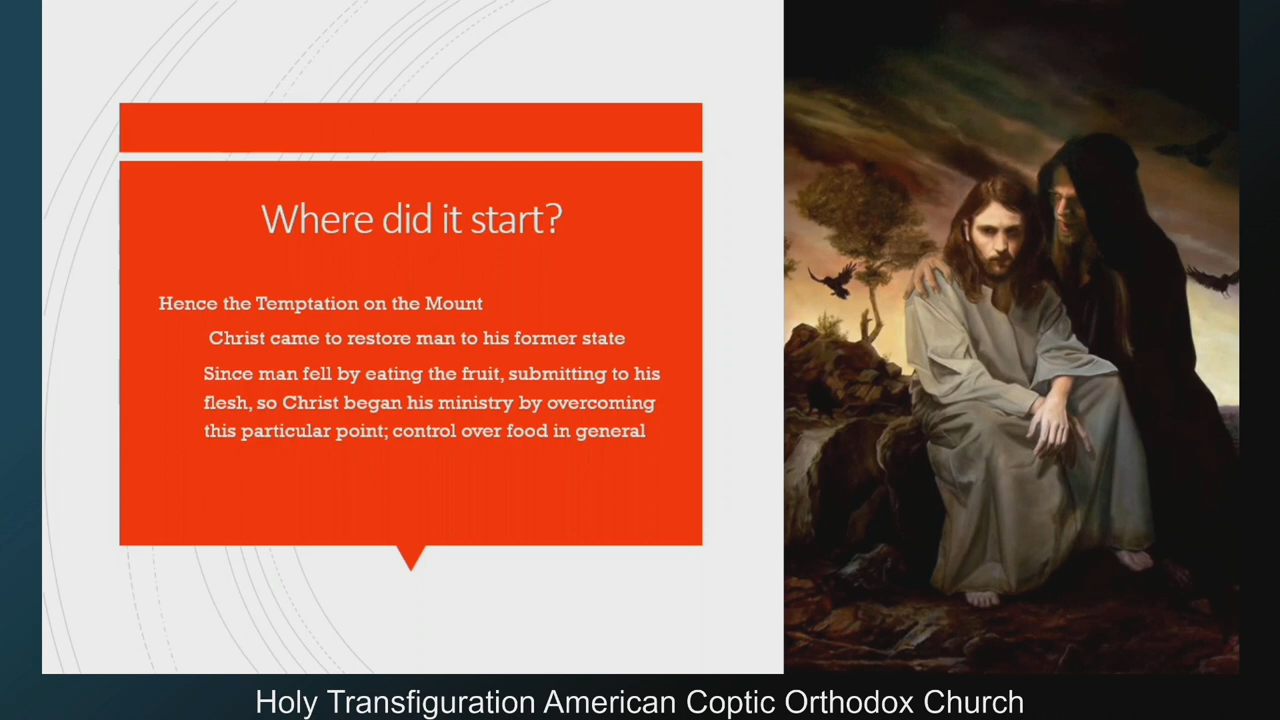 Where did it start?
Hence the Temptation on the Mount
Christ came to restore man to his former state
Since man fell by eating the fruit, submitting to his
flesh, so Christ began his ministry by overcoming
this particular point; control over food in general
Holy Transfiguration American Coptic Orthodox Church